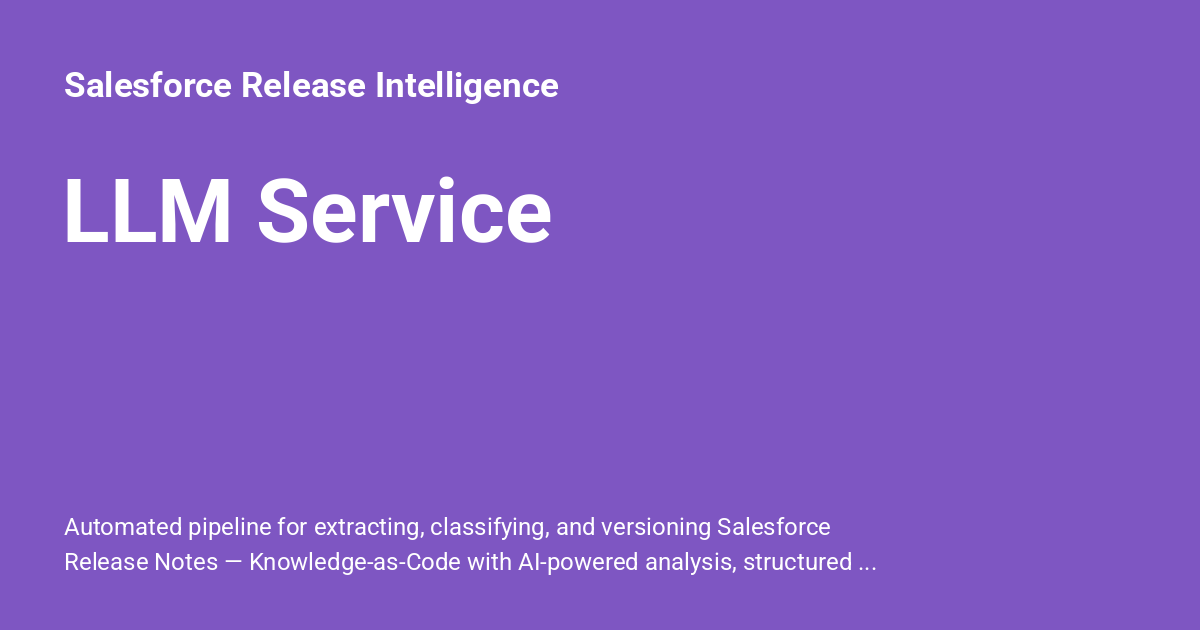 Salesforce Release Intelligence
LLM Service
Automated pipeline for extracting, classifying, and versioning Salesforce
Release Notes — Knowledge-as-Code with AI-powered analysis, structured ...